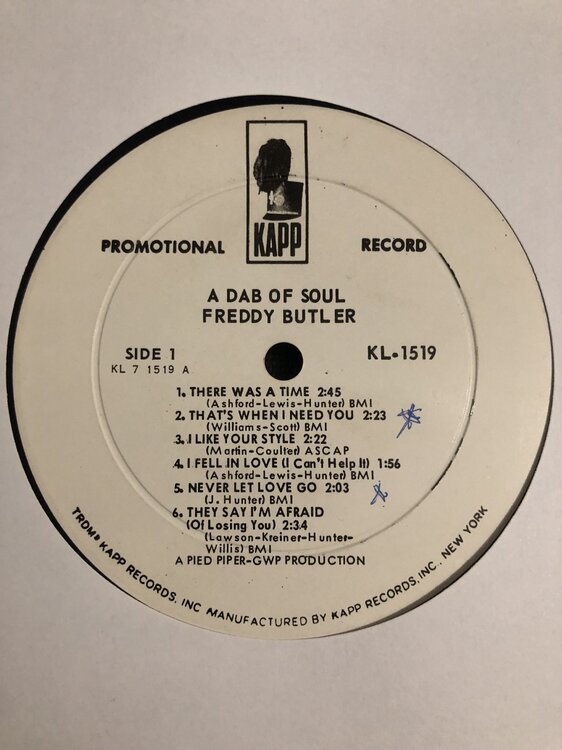 KAPP
PROMOTIONAL RECORD
A DAB OF SOUL
FREDDY BUTLER
SIDE 1 KL•1519
KL 7 1519 A
1. THERE WAS A TIME 2:45
(Ashford-Lewis-Hunter) BMI
2. THAT'S WHEN I NEED YOU 2:23
(Williams-Scott) BMI
3. I LIKE YOUR STYLE 2:22
(Martin-Coulter) ASCAP
4. I FELL IN LOVE (I Can't Help It) 1:56
(Ashford-Lewis-Hunter) BMI
5. NEVER LET LOVE GO 2:03
(J. Hunter) BMI
6. THEY SAY I'M AFRAID
(Of Losing You) 2:34
(Lawson-Kreiner-Hunter-
Willis) BMI
A PIED PIPER-GWP PRODUCTION
TRDMS KAPP RECORDS, INC MANUFACTURED BY KAPP RECORDS, INC. NEW YORK